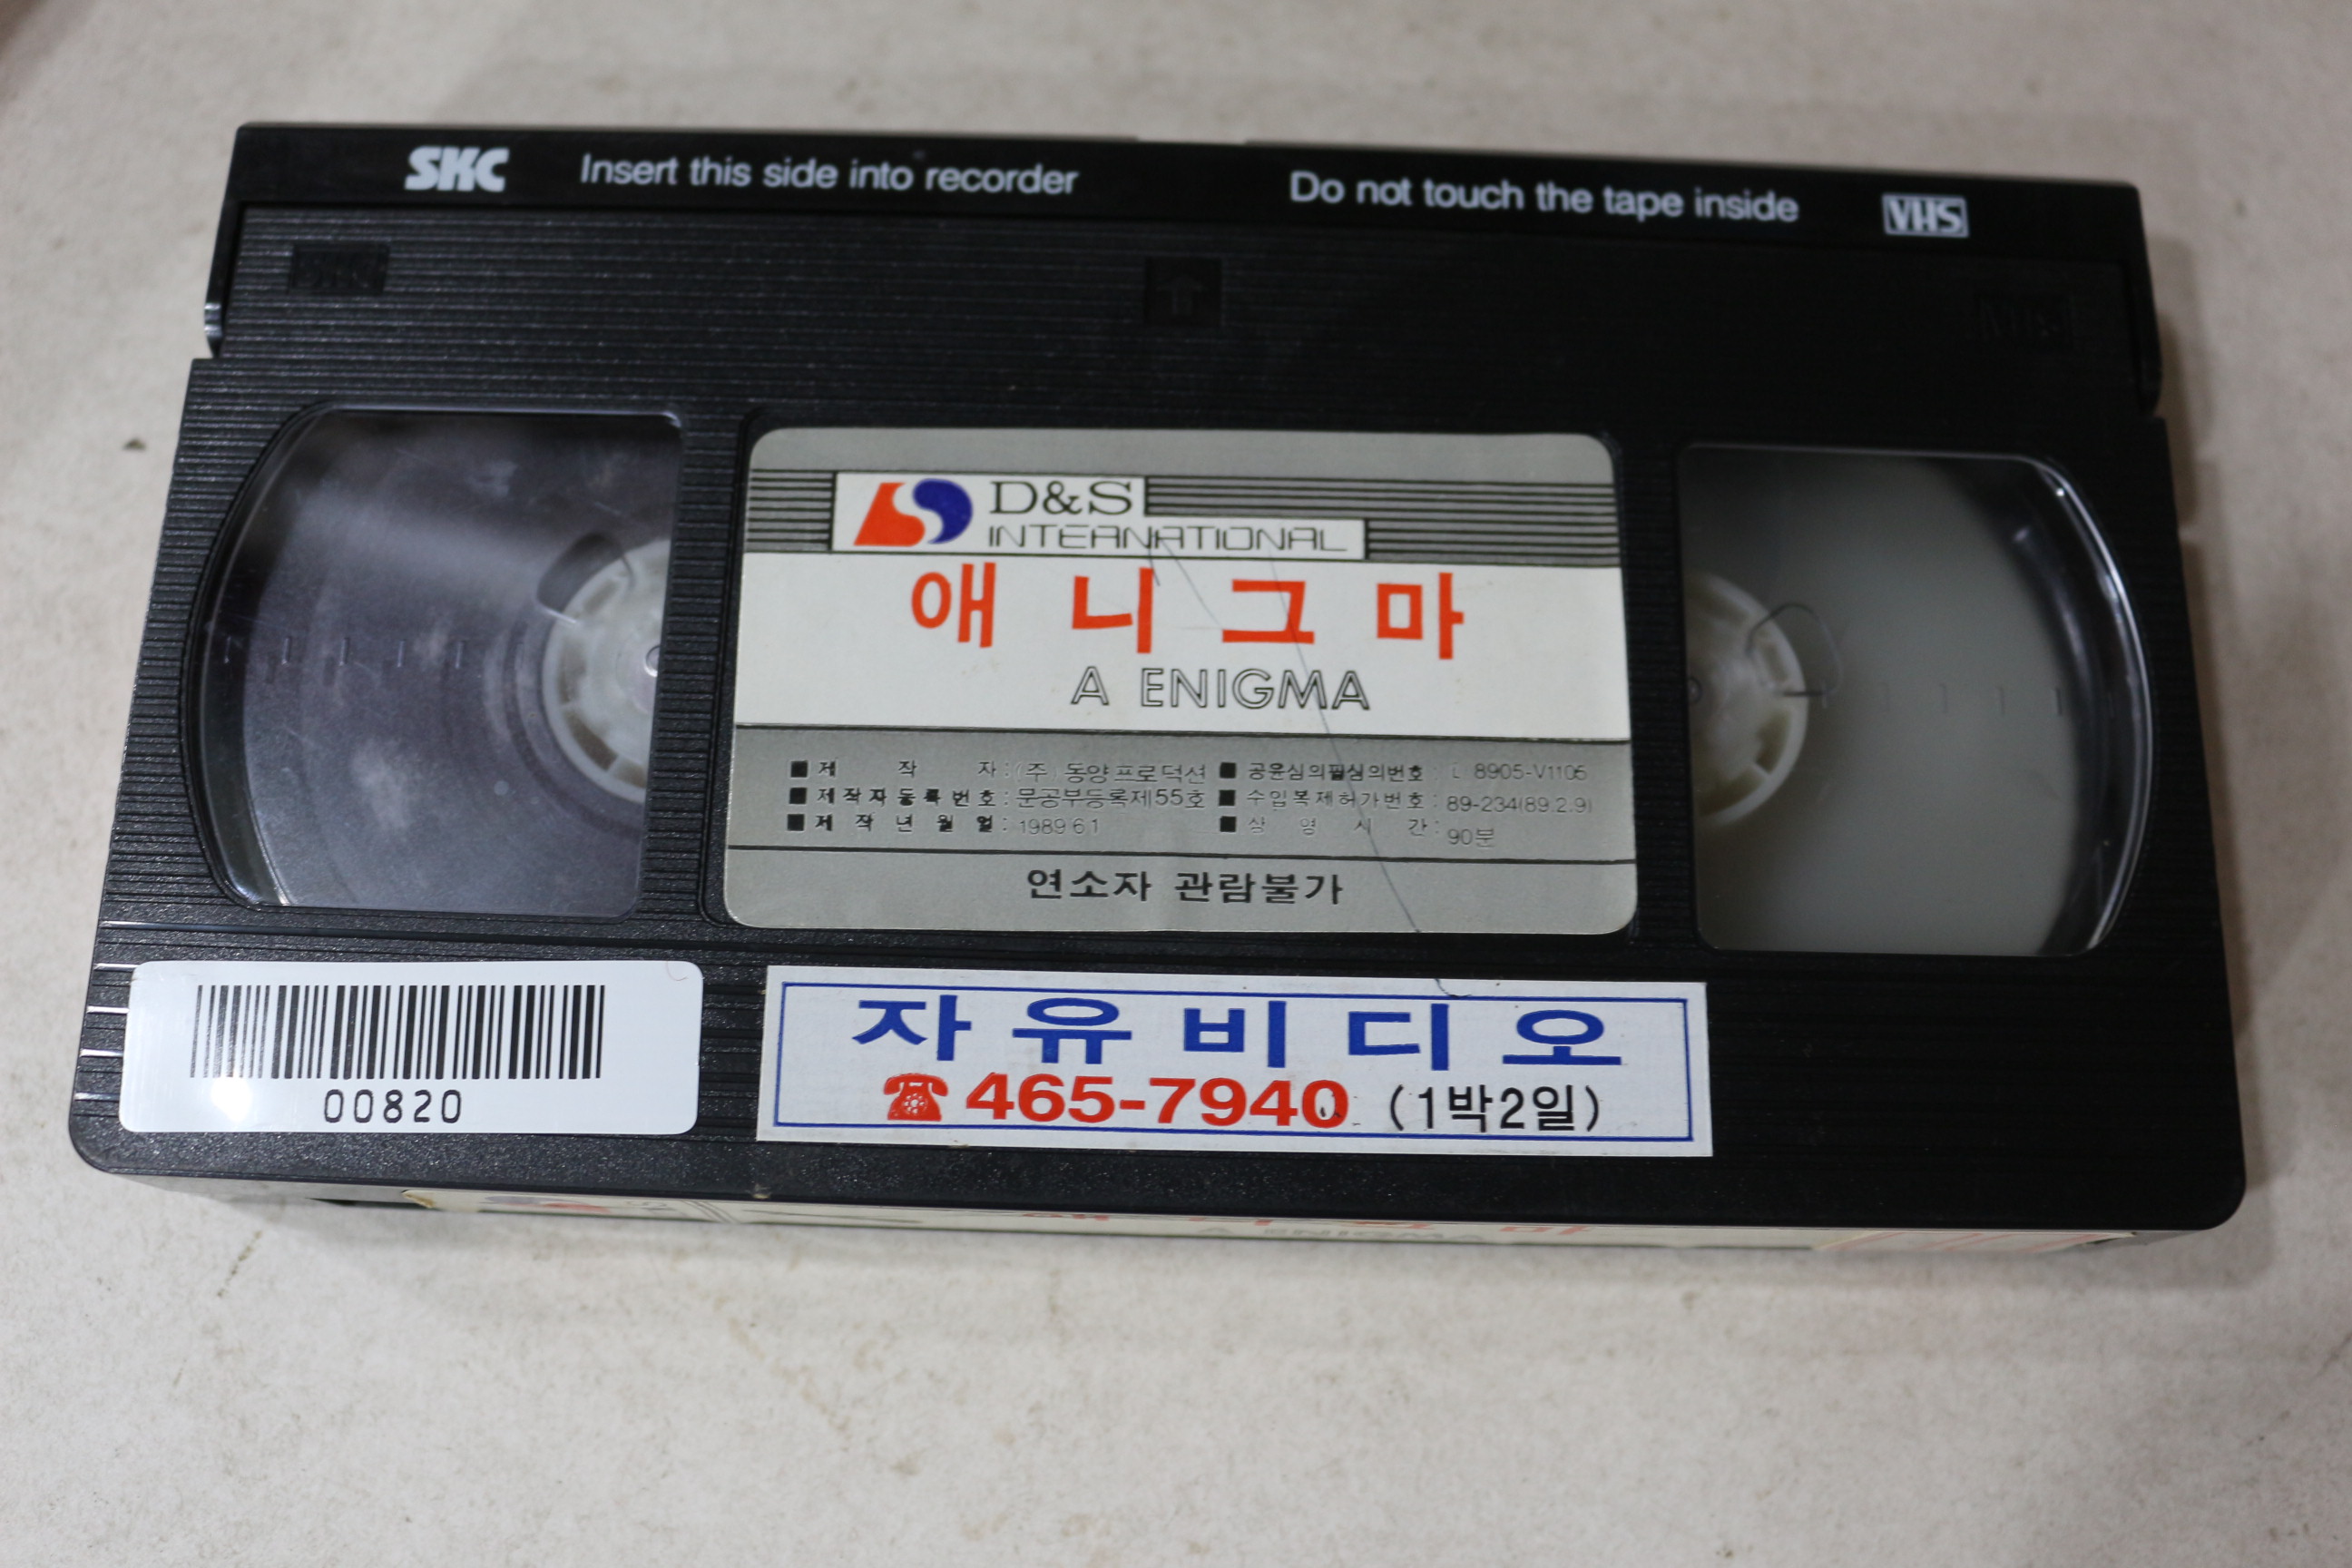 SKC Insert this side into recorder Do not touch the tape inside VHS
D&S
INTERNATIONAL
애니그마
A ENIGMA
■ 제작자 : (주) 동양프로덕션 ■ 공윤심의필심의번호 : L 8905-V1105
■ 제작자등록번호 : 문공부등록제55호 ■ 수입복제허가번호 : 89-234(89.2.9)
■ 제작년월일 : 1989 6 1 ■ 상영시간 : 90분
연소자 관람불가
자유비디오
☎ 465-7940 (1박2일)
00820
A ENIGMA